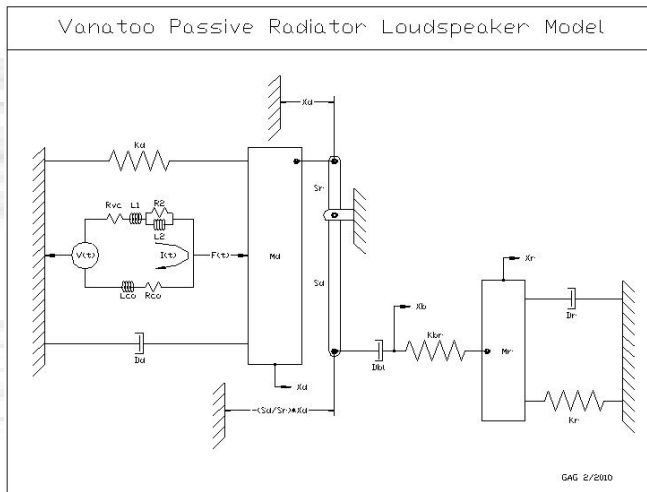 Vanatoo Passive Radiator Loudspeaker Model
Xd
Kd
Rvc L1 R2
L2
Sr
V(t) I(t) F(t) Md
Lco Rco
Sd
Xr
Xb
Dr
Kbr
Mr
Dd
Dbl
Xd
-(Sd/Sr)*Xd
Kr
GAG 2/2010